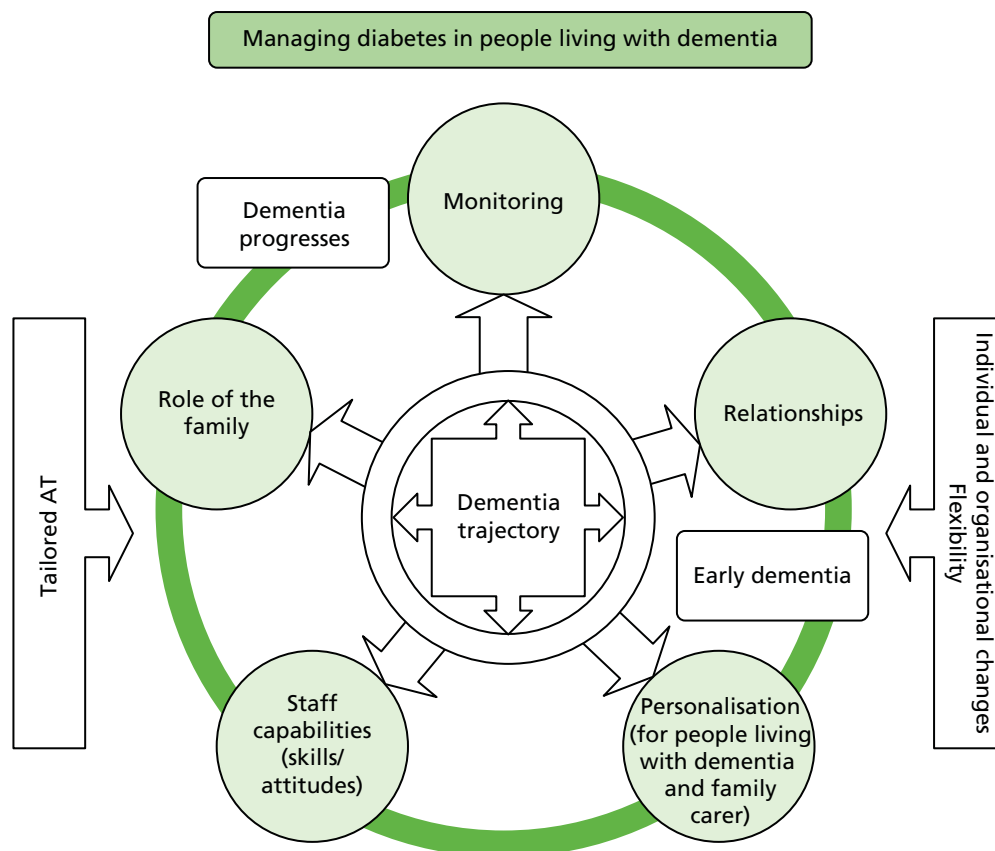 Managing diabetes in people living with dementia
Monitoring
Dementia
progresses
Role of the
family
Relationships
Dementia
trajectory
Tailored AT
Individual and organisational changes
Flexibility
Early dementia
Staff
capabilities
(skills/
attitudes)
Personalisation
(for people living
with dementia
and family
carer)